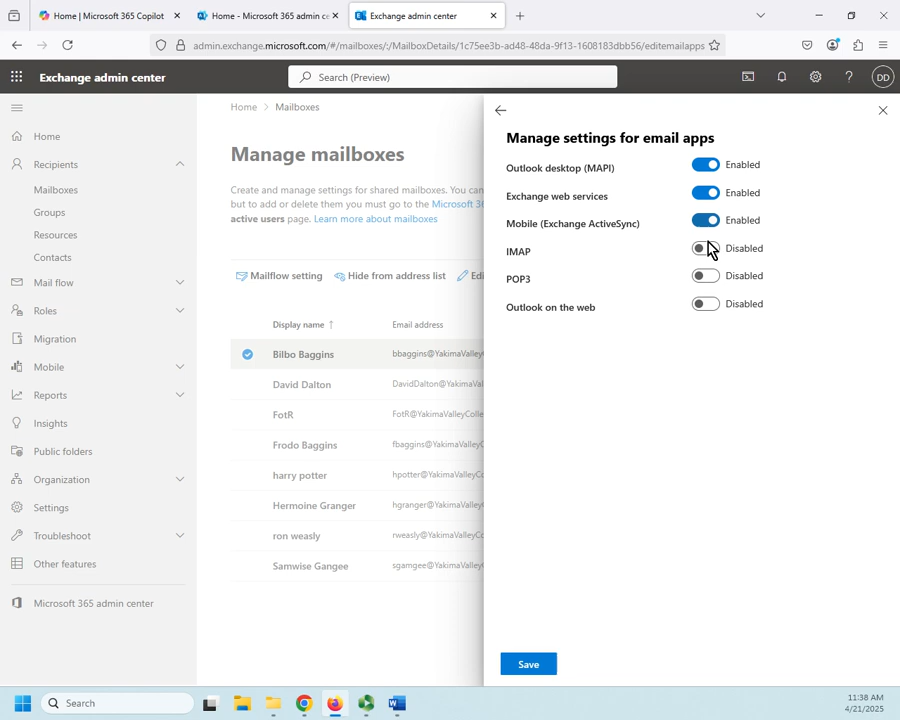 Home | Microsoft 365 Copilot
Home - Microsoft 365 admin ce
Exchange admin center
admin.exchange.microsoft.com/#/mailboxes/:/MailboxDetails/1c75ee3b-ad48-48da-9f13-1608183dbb56/editemailapps
Exchange admin center
Search (Preview)
DD
Home > Mailboxes
Manage settings for email apps
Home
Recipients
Mailboxes
Groups
Resources
Contacts
Mail flow
Roles
Migration
Mobile
Reports
Insights
Public folders
Organization
Settings
Troubleshoot
Other features
Microsoft 365 admin center
Manage mailboxes
Create and manage settings for shared mailboxes. You can
but to add or delete them you must go to the Microsoft 36
active users page. Learn more about mailboxes
Mailflow setting
Hide from address list
Edi
Display name ↑
Email address
Bilbo Baggins
bbaggins@YakimaValleyC
David Dalton
DavidDalton@YakimaVal
FotR
FotR@YakimaValleyColle
Frodo Baggins
fbaggins@YakimaValleyCo
harry potter
hpotter@YakimaValleyCol
Hermoine Granger
hgranger@YakimaValleyC
ron weasly
rweasly@YakimaValleyCol
Samwise Gangee
sgamgee@YakimaValleyC
Outlook desktop (MAPI)
Enabled
Exchange web services
Enabled
Mobile (Exchange ActiveSync)
Enabled
IMAP
Disabled
POP3
Disabled
Outlook on the web
Disabled
Save
Search
11:38 AM
4/21/2025